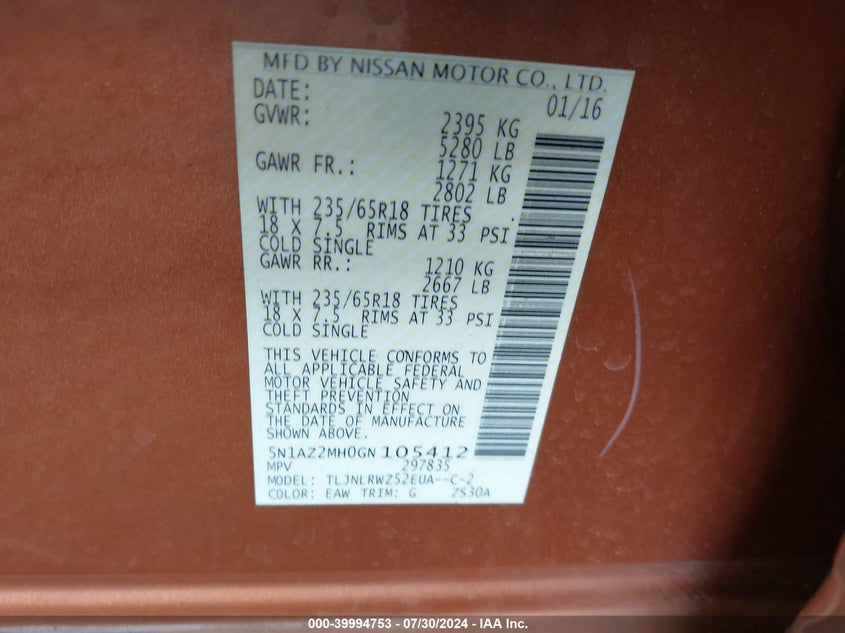 MFD BY NISSAN MOTOR CO., LTD.
DATE: 01/16
GVWR: 2395 KG
5280 LB
GAWR FR.: 1271 KG
2802 LB
WITH 235/65R18 TIRES
18 X 7.5 RIMS AT 33 PSI
COLD SINGLE
GAWR RR.: 1210 KG
2667 LB
WITH 235/65R18 TIRES
18 X 7.5 RIMS AT 33 PSI
COLD SINGLE
THIS VEHICLE CONFORMS TO
ALL APPLICABLE FEDERAL
MOTOR VEHICLE SAFETY AND
THEFT PREVENTION
STANDARDS IN EFFECT ON
THE DATE OF MANUFACTURE
SHOWN ABOVE.
5N1AZ2MH0GN105412
MPV 297835
MODEL: TLJNLRWZ52EUA--C-2
COLOR: EAW TRIM: G ZS30A
000-39994753 - 07/30/2024 - IAA Inc.